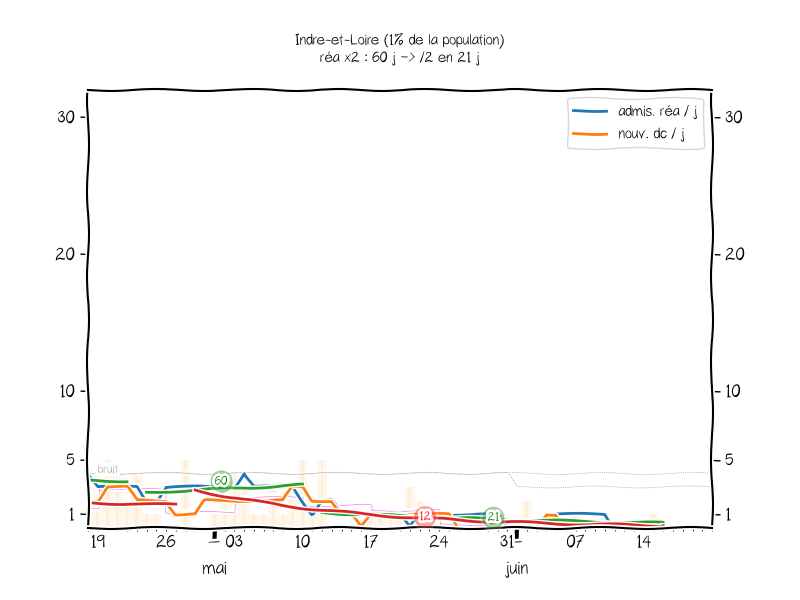 Indre-et-Loire (1% de la population)
réa x2 : 60 j -> /2 en 21 j
admis. réa / j
nouv. dc / j
30
30
20
20
10
10
5
5
bruit
60
12
21
1
1
19 26 03 10 17 24 31 07 14
mai juin